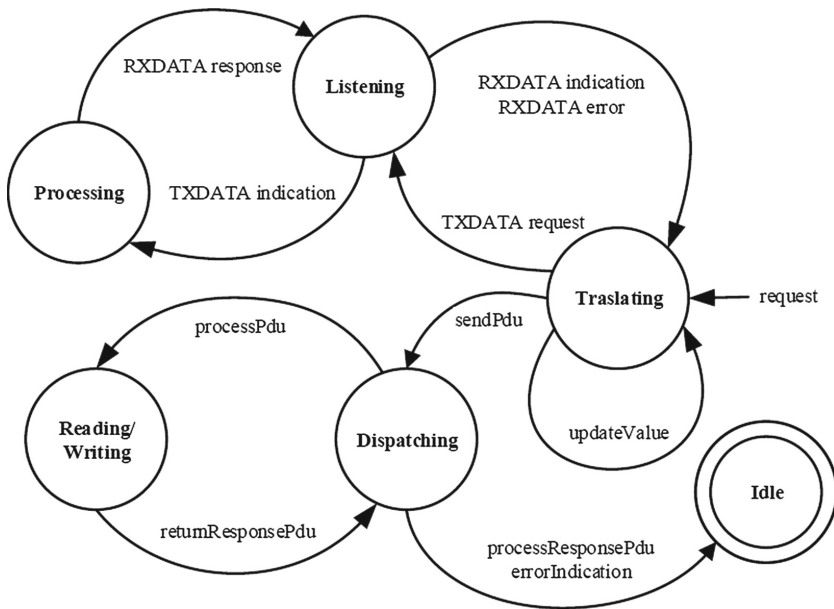 RXDATA response
Listening
RXDATA indication
RXDATA error
Processing
TXDATA indication
TXDATA request
Traslating
request
processPdu
sendPdu
Reading/
Writing
Dispatching
updateValue
Idle
returnResponsePdu
processResponsePdu
errorIndication